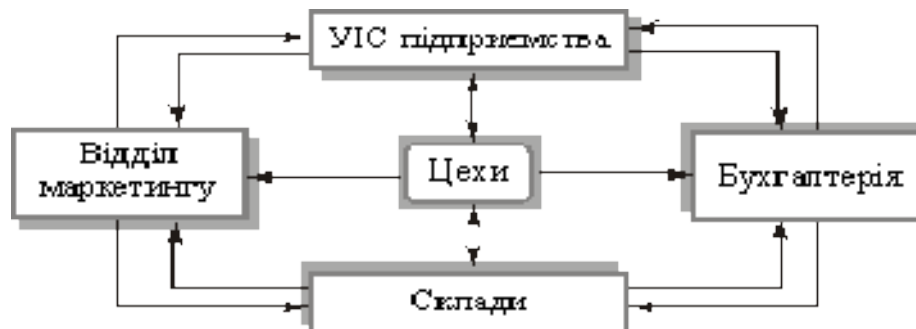 УІС підприємства
Відділ
маркетингу
Цехи
Бухгалтерія
Склади